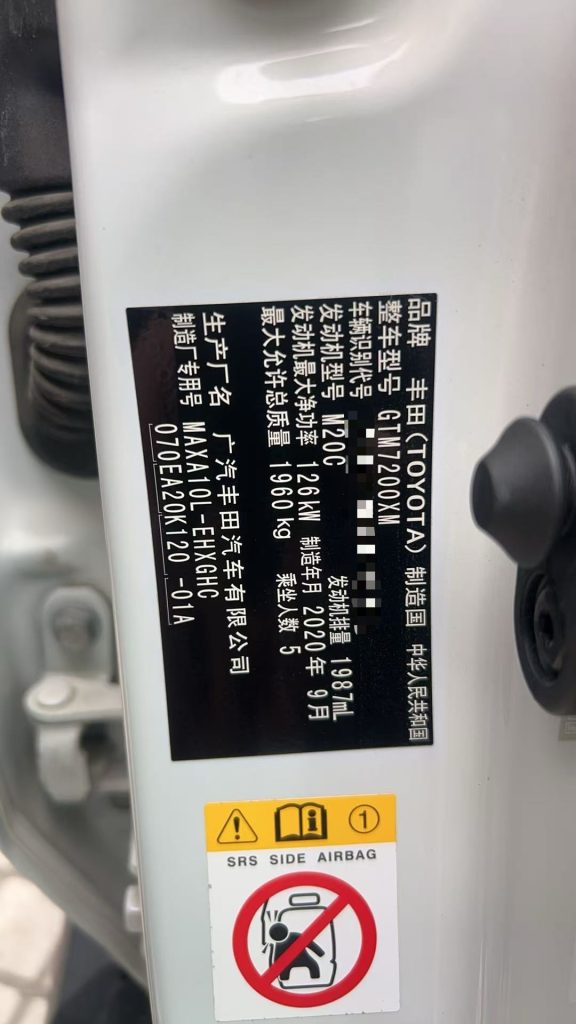 品牌 丰田(TOYOTA) 制造国 中华人民共和国
整车型号 GTM7200XM
车辆识别代号
发动机型号 M20C 发动机排量 1987mL
发动机最大净功率 126kW 制造年月 2020年9月
最大允许总质量 1960 kg 乘坐人数 5
生产厂名 广汽丰田汽车有限公司
制造厂专用号 MAXA10L-EHXGHC
070EA20K120 -01A
1
SRS SIDE AIRBAG